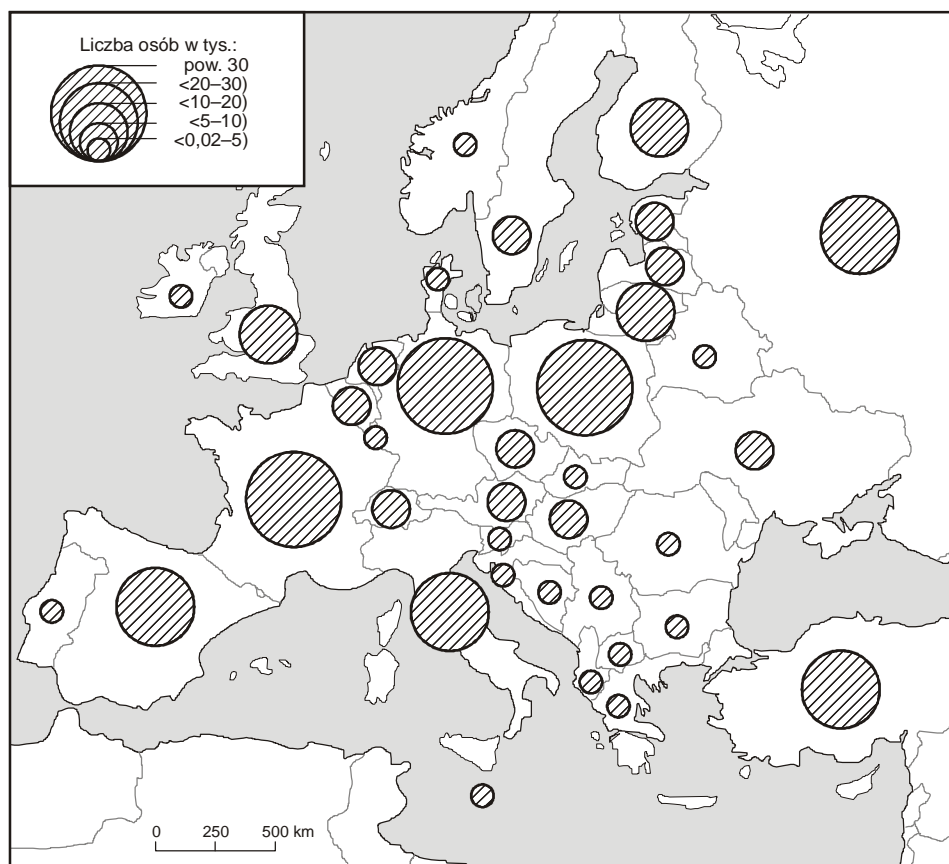 Liczba osób w tys.:
pow. 30
<20–30)
<10–20)
<5–10)
<0,02–5)
0 250 500 km